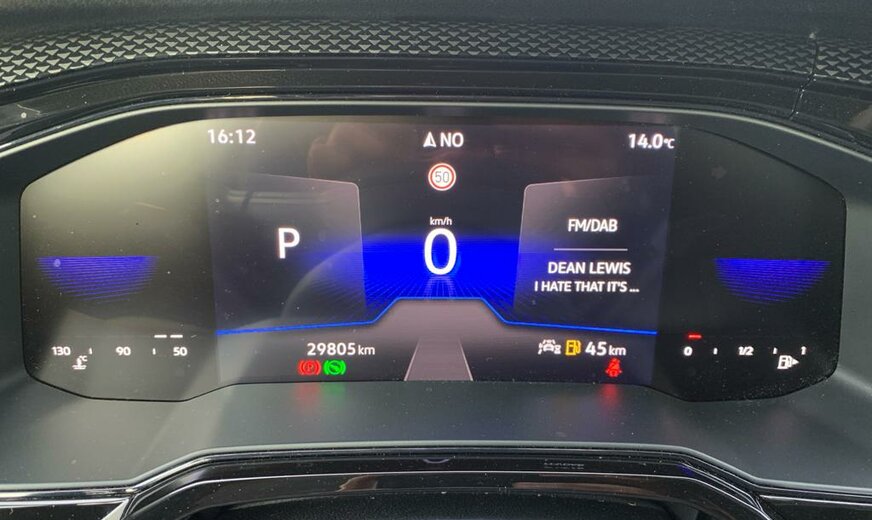 16:12
NO
14.0°C
50
km/h
P
0
FM/DAB
DEAN LEWIS
I HATE THAT IT'S ...
130
90
50
°C
29805 km
45 km
0
1/2
1
(P)